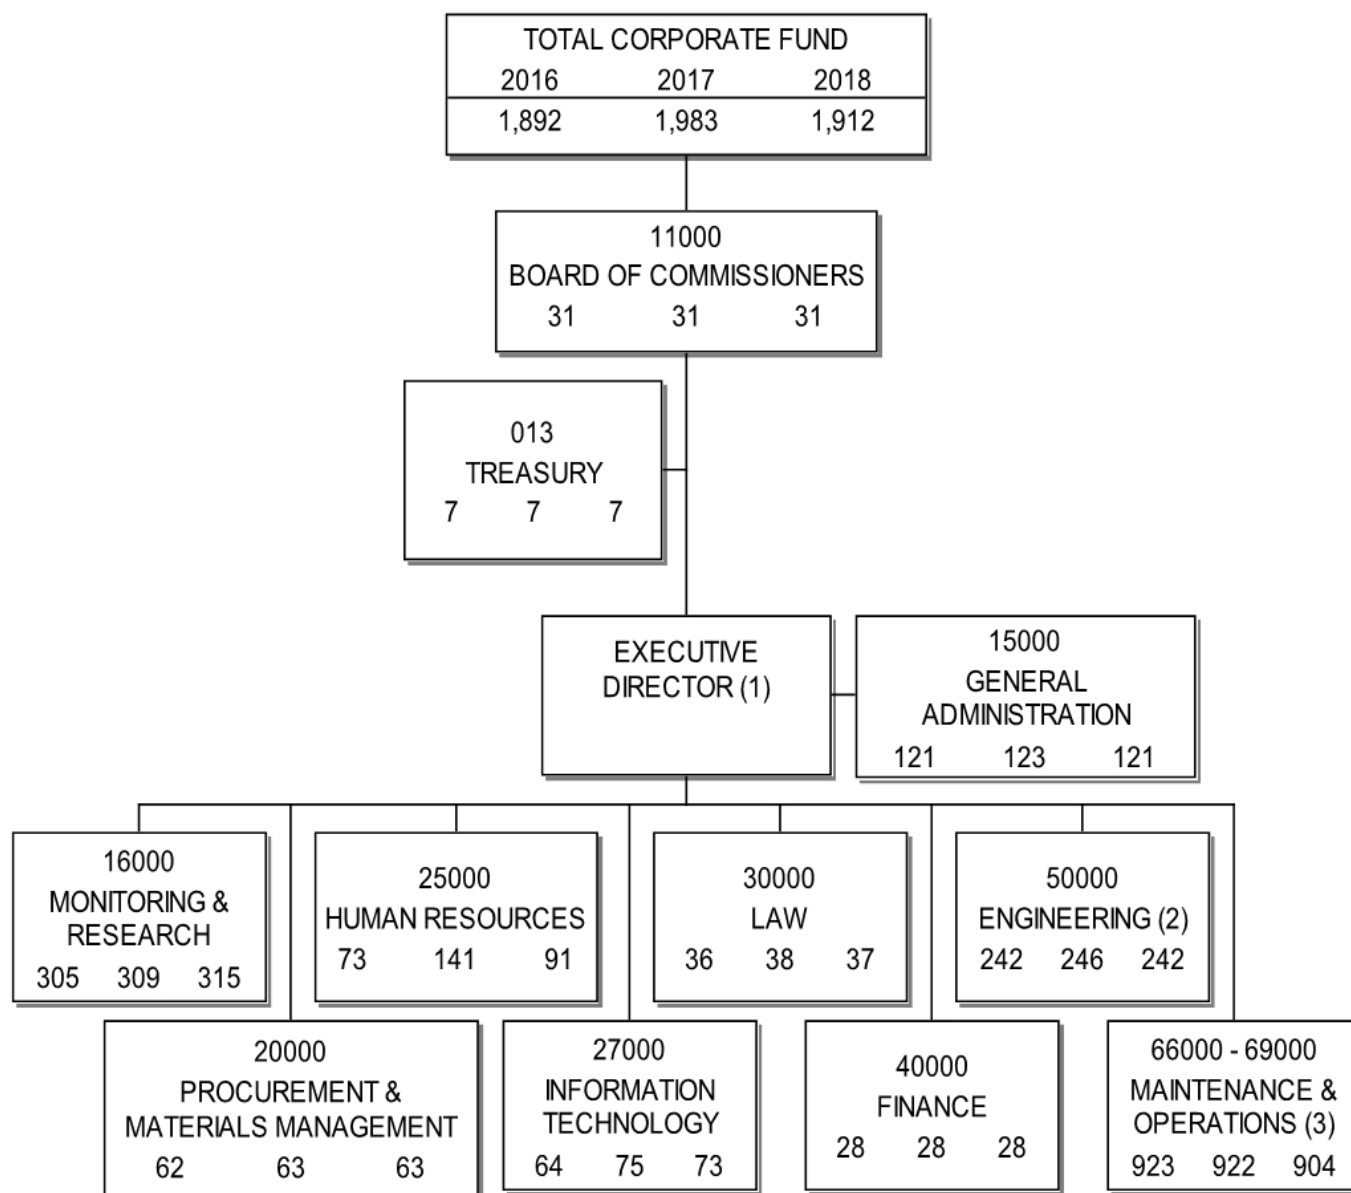 TOTAL CORPORATE FUND
2016 2017 2018
1,892 1,983 1,912
11000
BOARD OF COMMISSIONERS
31 31 31
013
TREASURY
7 7 7
EXECUTIVE
DIRECTOR (1)
15000
GENERAL
ADMINISTRATION
121 123 121
16000
MONITORING &
RESEARCH
305 309 315
25000
HUMAN RESOURCES
73 141 91
30000
LAW
36 38 37
50000
ENGINEERING (2)
242 246 242
20000
PROCUREMENT &
MATERIALS MANAGEMENT
62 63 63
27000
INFORMATION
TECHNOLOGY
64 75 73
40000
FINANCE
28 28 28
66000 - 69000
MAINTENANCE &
OPERATIONS (3)
923 922 904